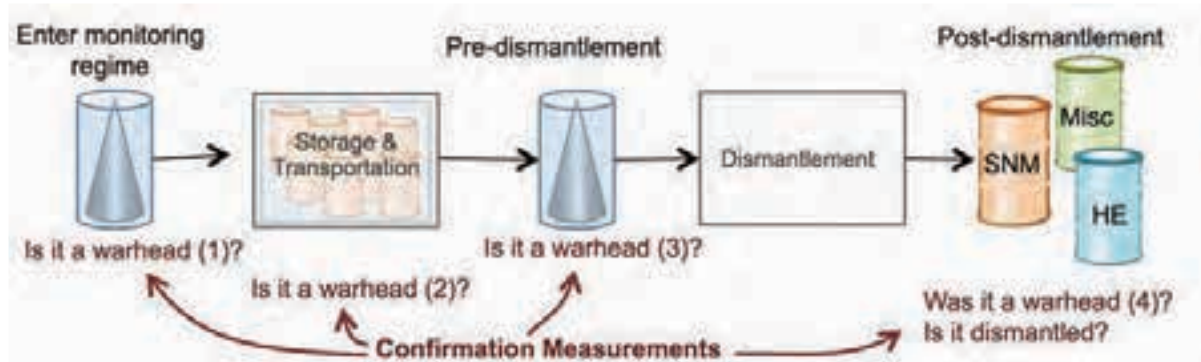 Enter monitoring
regime
Pre-dismantlement
Post-dismantlement
Storage &
Transportation
Dismantlement
Misc
SNM
HE
Is it a warhead (1)?
Is it a warhead (2)?
Is it a warhead (3)?
Was it a warhead (4)?
Is it dismantled?
Confirmation Measurements